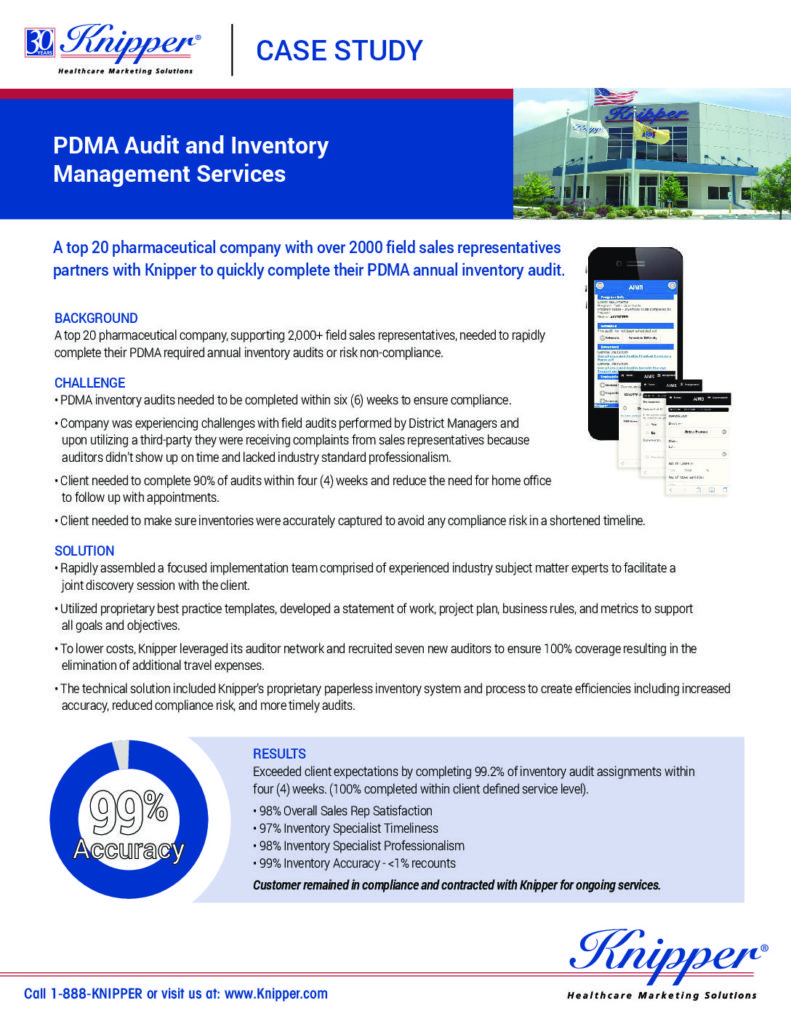 30
YEARS
Knipper®
Healthcare Marketing Solutions
CASE STUDY
PDMA Audit and Inventory
Management Services
Knipper
A top 20 pharmaceutical company with over 2000 field sales representatives
partners with Knipper to quickly complete their PDMA annual inventory audit.
BACKGROUND
A top 20 pharmaceutical company, supporting 2,000+ field sales representatives, needed to rapidly
complete their PDMA required annual inventory audits or risk non-compliance.
CHALLENGE
• PDMA inventory audits needed to be completed within six (6) weeks to ensure compliance.
• Company was experiencing challenges with field audits performed by District Managers and
upon utilizing a third-party they were receiving complaints from sales representatives because
auditors didn't show up on time and lacked industry standard professionalism.
• Client needed to complete 90% of audits within four (4) weeks and reduce the need for home office
to follow up with appointments.
• Client needed to make sure inventories were accurately captured to avoid any compliance risk in a shortened timeline.
SOLUTION
• Rapidly assembled a focused implementation team comprised of experienced industry subject matter experts to facilitate a
joint discovery session with the client.
• Utilized proprietary best practice templates, developed a statement of work, project plan, business rules, and metrics to support
all goals and objectives.
• To lower costs, Knipper leveraged its auditor network and recruited seven new auditors to ensure 100% coverage resulting in the
elimination of additional travel expenses.
• The technical solution included Knipper's proprietary paperless inventory system and process to create efficiencies including increased
accuracy, reduced compliance risk, and more timely audits.
99%
Accuracy
RESULTS
Exceeded client expectations by completing 99.2% of inventory audit assignments within
four (4) weeks. (100% completed within client defined service level).
• 98% Overall Sales Rep Satisfaction
• 97% Inventory Specialist Timeliness
• 98% Inventory Specialist Professionalism
• 99% Inventory Accuracy - <1% recounts
Customer remained in compliance and contracted with Knipper for ongoing services.
Knipper®
Healthcare Marketing Solutions
Call 1-888-KNIPPER or visit us at: www.Knipper.com